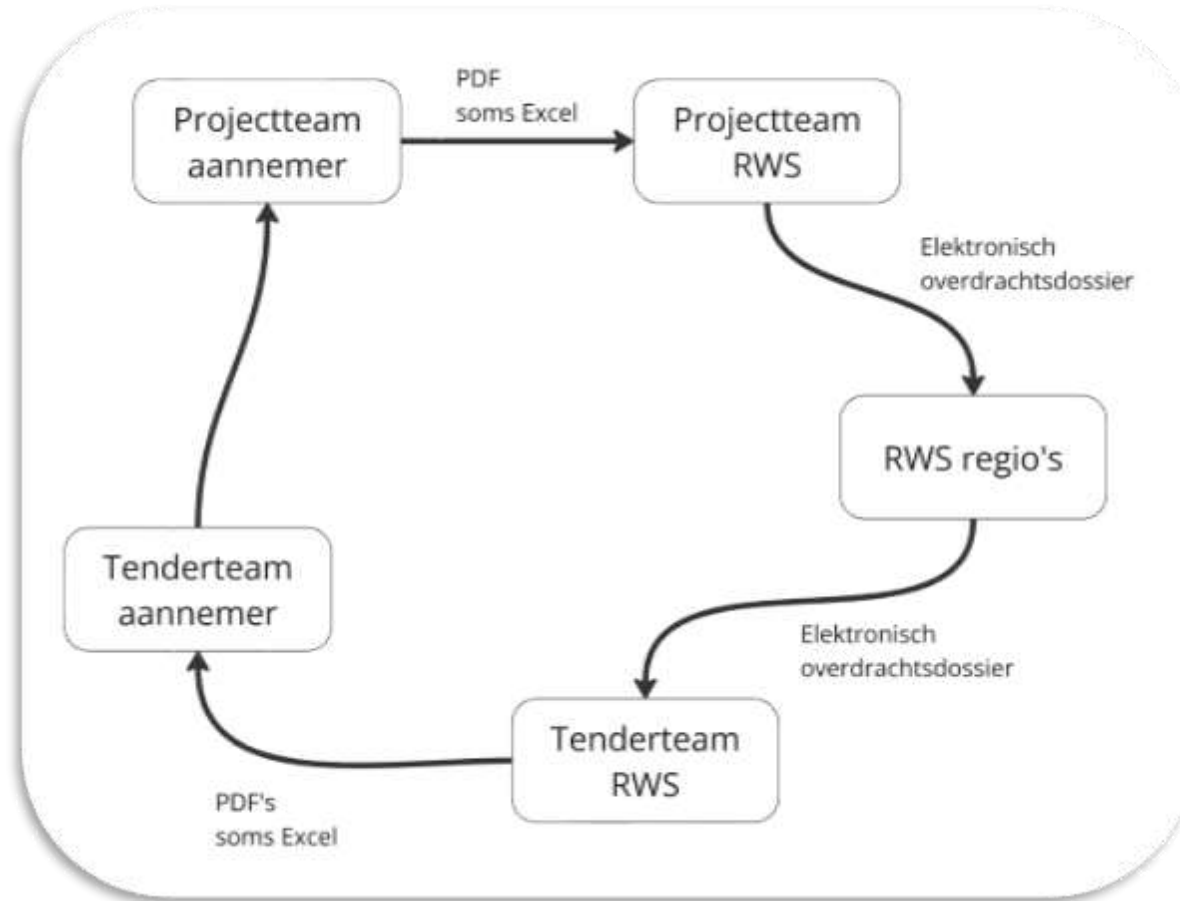 PDF
soms Excel
Projectteam
aannemer
Projectteam
RWS
Elektronisch
overdrachtsdossier
RWS regio's
Tenderteam
aannemer
Elektronisch
overdrachtsdossier
Tenderteam
RWS
PDF's
soms Excel